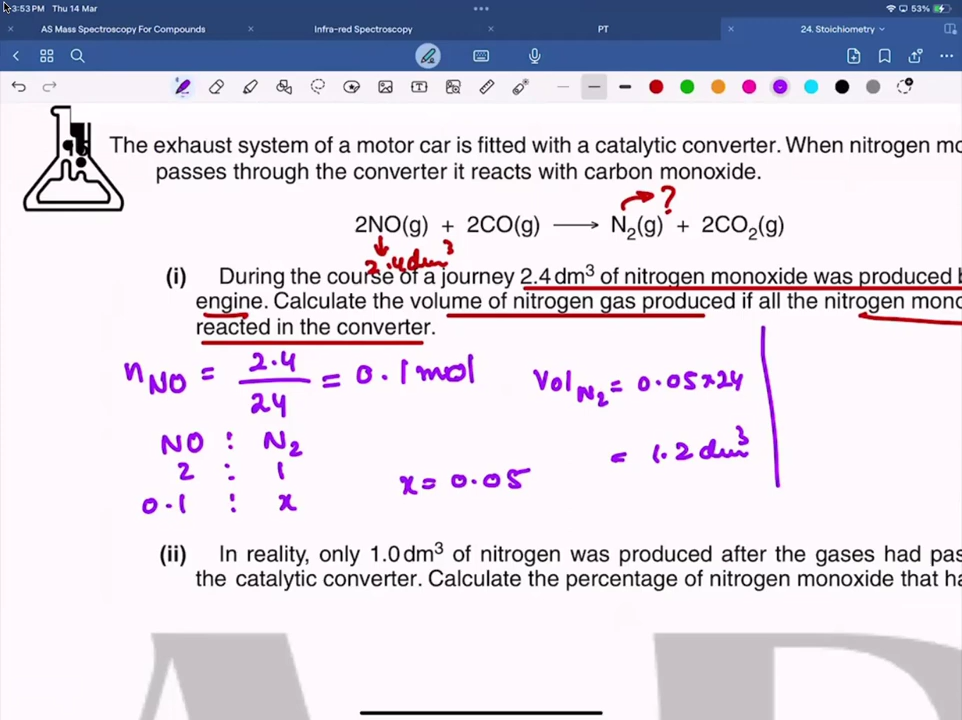 3:53 PM Thu 14 Mar
53%
AS Mass Spectroscopy For Compounds
Infra-red Spectroscopy
PT
24. Stoichiometry
The exhaust system of a motor car is fitted with a catalytic converter. When nitrogen mo
passes through the converter it reacts with carbon monoxide.
?
2NO(g) + 2CO(g) ⟶ N₂(g) + 2CO₂(g)
2.4dm³
(i) During the course of a journey 2.4 dm³ of nitrogen monoxide was produced b
engine. Calculate the volume of nitrogen gas produced if all the nitrogen mono
reacted in the converter.
nNO = 2.4/24 = 0.1mol
Vol N₂ = 0.05×24
NO : N₂
= 1.2dm³
2 : 1
x = 0.05
0.1 : x
(ii) In reality, only 1.0 dm³ of nitrogen was produced after the gases had pas
the catalytic converter. Calculate the percentage of nitrogen monoxide that ha